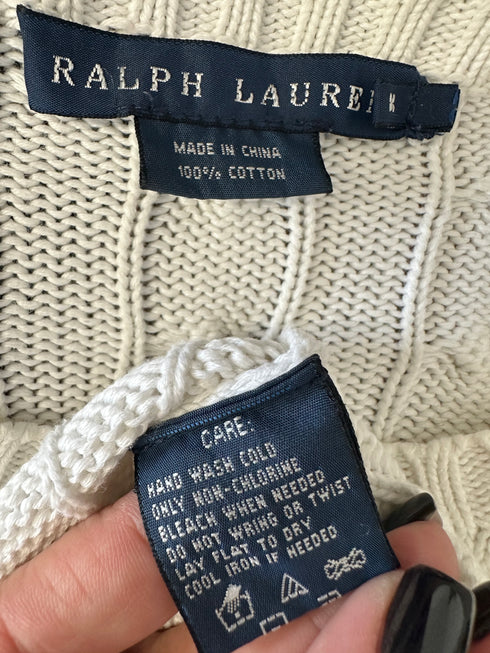 RALPH LAUREN
MADE IN CHINA
100% COTTON
CARE:
HAND WASH COLD
ONLY NON-CHLORINE
BLEACH WHEN NEEDED
DO NOT WRING OR TWIST
LAY FLAT TO DRY
COOL IRON IF NEEDED